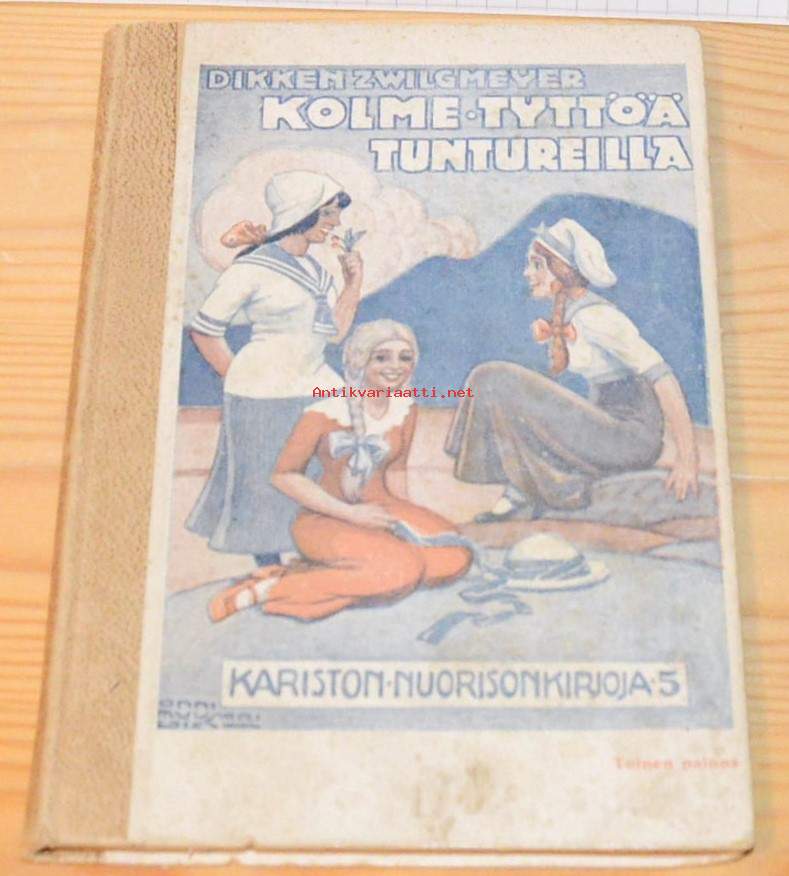 DIKKEN ZWILGMEYER
KOLME·TYTTÖÄ
TUNTUREILLA
Antikvariaatti.net
KARISTON·NUORISONKIRJOJA·5
Toinen painos